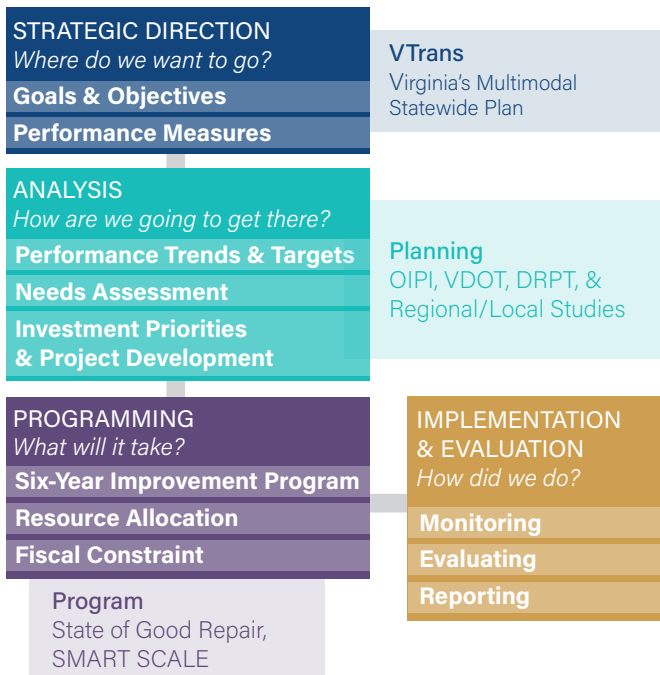 STRATEGIC DIRECTION
Where do we want to go?
Goals & Objectives
Performance Measures
VTrans
Virginia's Multimodal
Statewide Plan
ANALYSIS
How are we going to get there?
Performance Trends & Targets
Needs Assessment
Investment Priorities
& Project Development
Planning
OIPI, VDOT, DRPT, &
Regional/Local Studies
PROGRAMMING
What will it take?
Six-Year Improvement Program
Resource Allocation
Fiscal Constraint
Program
State of Good Repair,
SMART SCALE
IMPLEMENTATION
& EVALUATION
How did we do?
Monitoring
Evaluating
Reporting